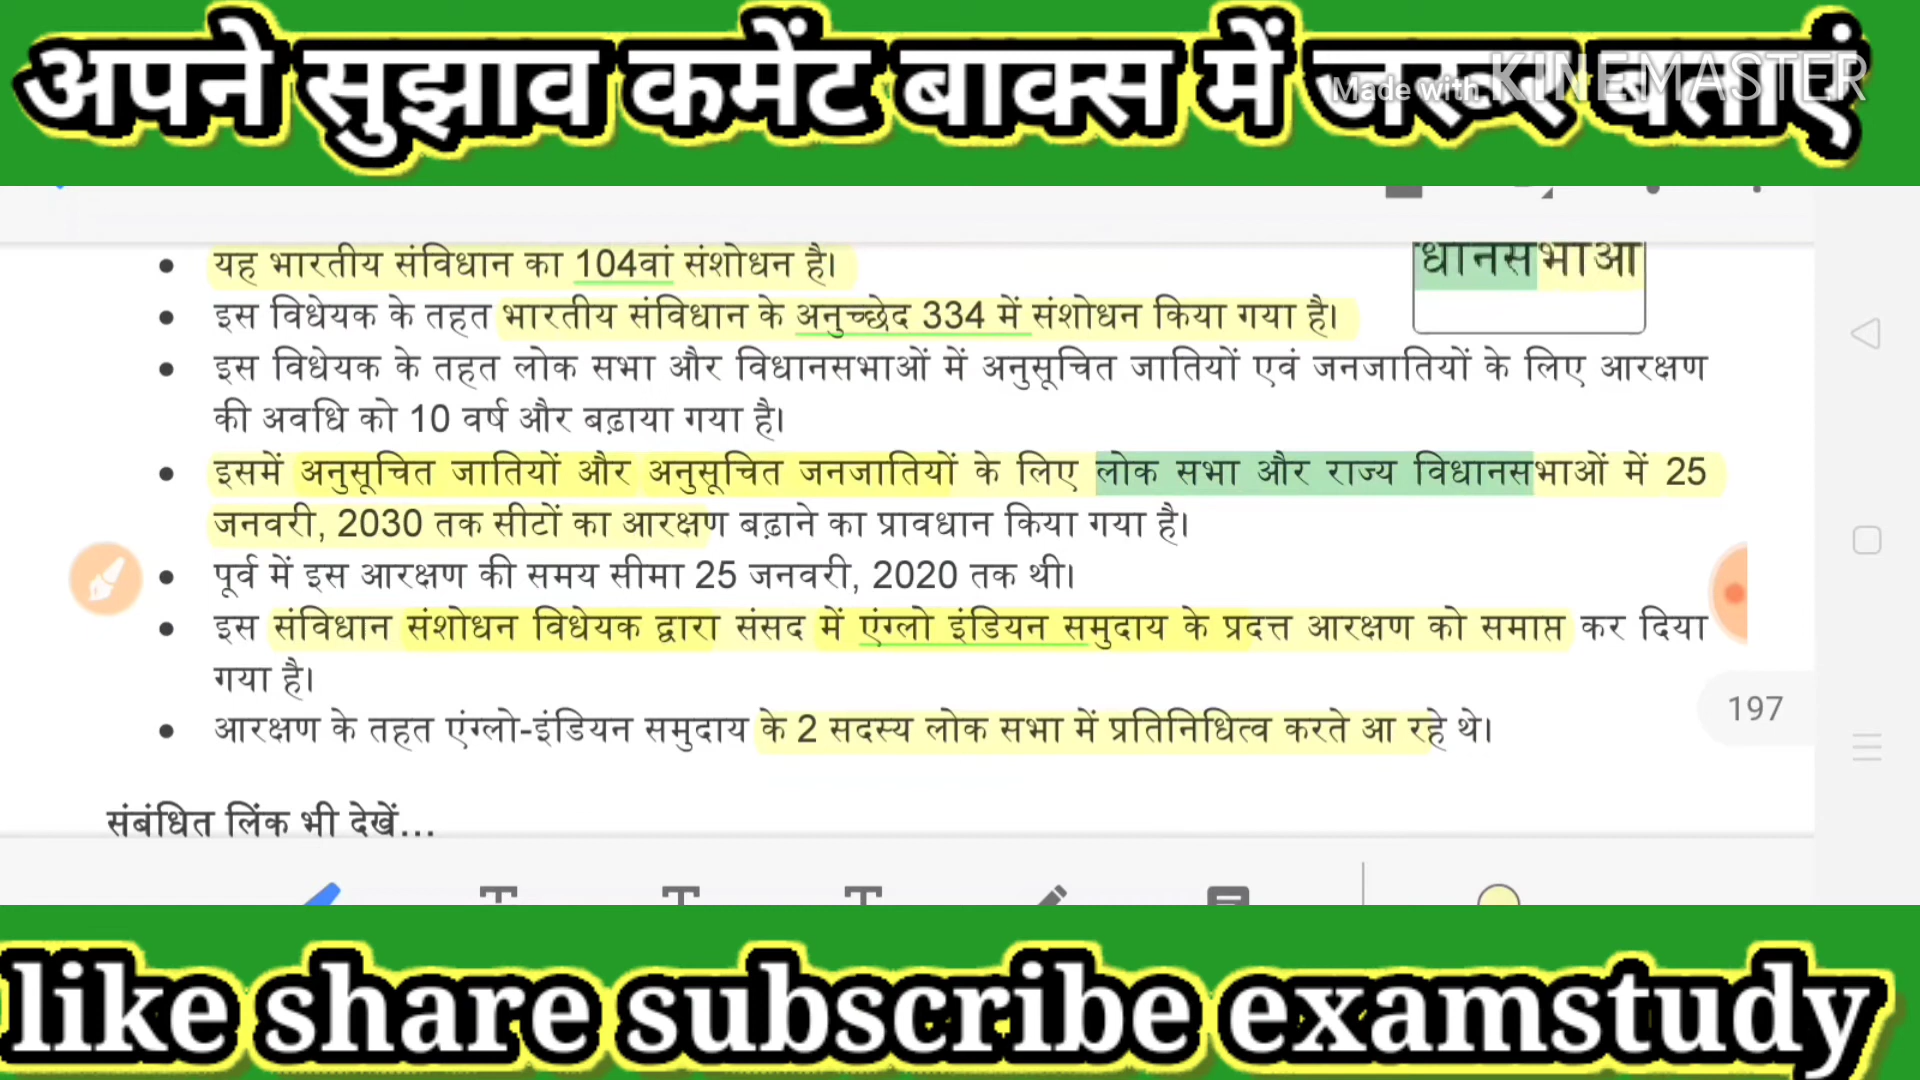 अपने सुझाव कमेंट बाक्स में जरूर बताएं
Made with KINEMASTER
यह भारतीय संविधान का 104वां संशोधन है।
धानसभाओ
इस विधेयक के तहत भारतीय संविधान के अनुच्छेद 334 में संशोधन किया गया है।
इस विधेयक के तहत लोक सभा और विधानसभाओं में अनुसूचित जातियों एवं जनजातियों के लिए आरक्षण
की अवधि को 10 वर्ष और बढ़ाया गया है।
इसमें अनुसूचित जातियों और अनुसूचित जनजातियों के लिए लोक सभा और राज्य विधानसभाओं में 25
जनवरी, 2030 तक सीटों का आरक्षण बढ़ाने का प्रावधान किया गया है।
पूर्व में इस आरक्षण की समय सीमा 25 जनवरी, 2020 तक थी।
इस संविधान संशोधन विधेयक द्वारा संसद में एंग्लो इंडियन समुदाय के प्रदत्त आरक्षण को समाप्त कर दिया
गया है।
197
आरक्षण के तहत एंग्लो-इंडियन समुदाय के 2 सदस्य लोक सभा में प्रतिनिधित्व करते आ रहे थे।
संबंधित लिंक भी देखें...
like share subscribe examstudy